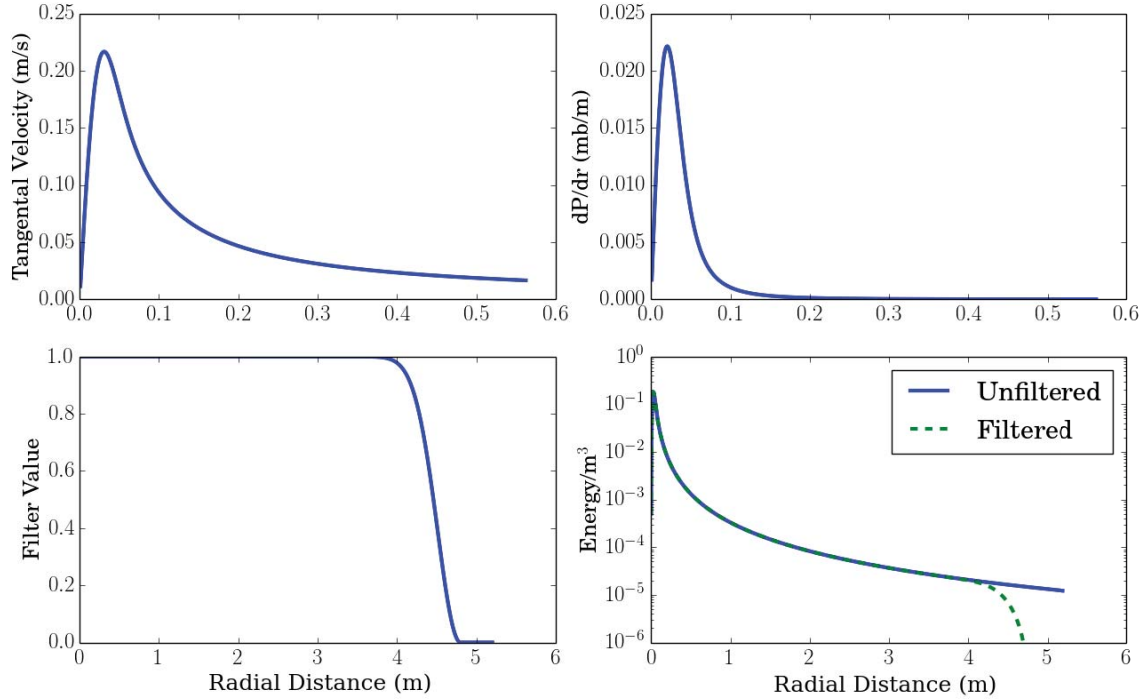 0.25
0.20
0.15
0.10
0.05
0.00
Tangental Velocity (m/s)
0.0 0.1 0.2 0.3 0.4 0.5 0.6
0.030
0.025
0.020
0.015
0.010
0.005
0.000
dP/dr (mb/m)
0.0 0.1 0.2 0.3 0.4 0.5 0.6
1.0
0.8
0.6
0.4
0.2
0.0
Filter Value
0 1 2 3 4 5 6
Radial Distance (m)
10⁰
10⁻¹
10⁻²
10⁻³
10⁻⁴
10⁻⁵
10⁻⁶
Energy/m³
Unfiltered
Filtered
0 1 2 3 4 5 6
Radial Distance (m)